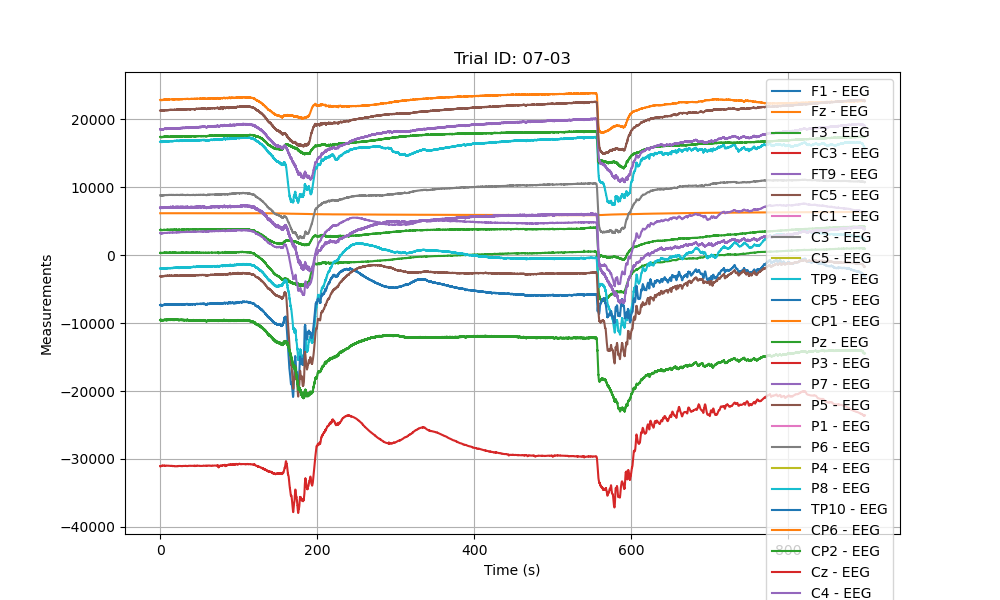 Trial ID: 07-03
Measurements
20000
10000
0
−10000
−20000
−30000
−40000
0
200
400
600
800
Time (s)
F1 - EEG
Fz - EEG
F3 - EEG
FC3 - EEG
FT9 - EEG
FC5 - EEG
FC1 - EEG
C3 - EEG
C5 - EEG
TP9 - EEG
CP5 - EEG
CP1 - EEG
Pz - EEG
P3 - EEG
P7 - EEG
P5 - EEG
P1 - EEG
P6 - EEG
P4 - EEG
P8 - EEG
TP10 - EEG
CP6 - EEG
CP2 - EEG
Cz - EEG
C4 - EEG